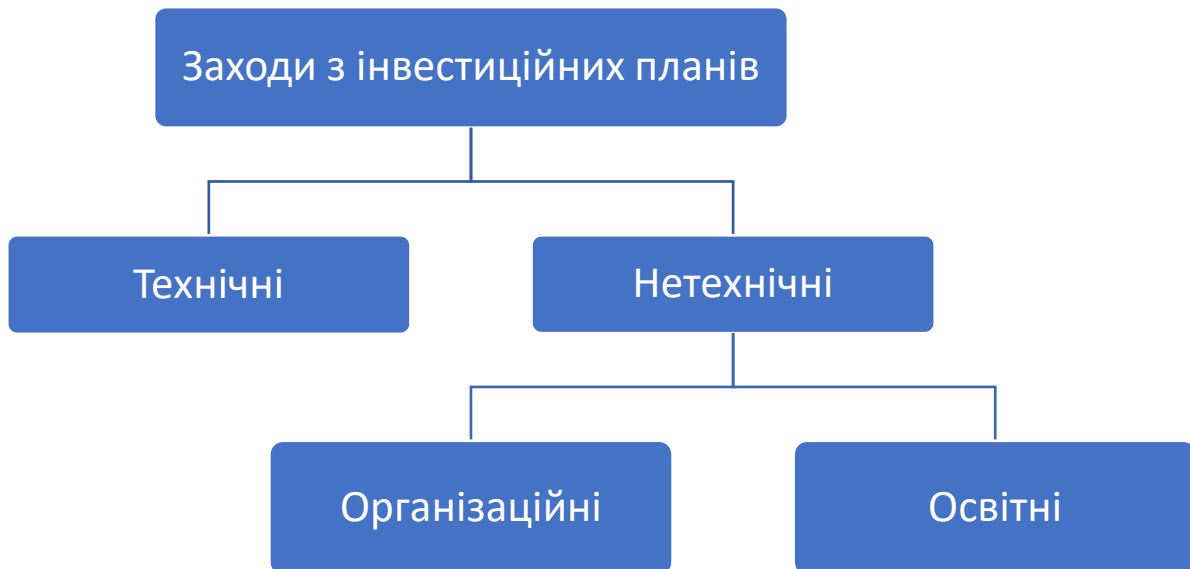 Заходи з інвестиційних планів
Технічні
Нетехнічні
Організаційні
Освітні